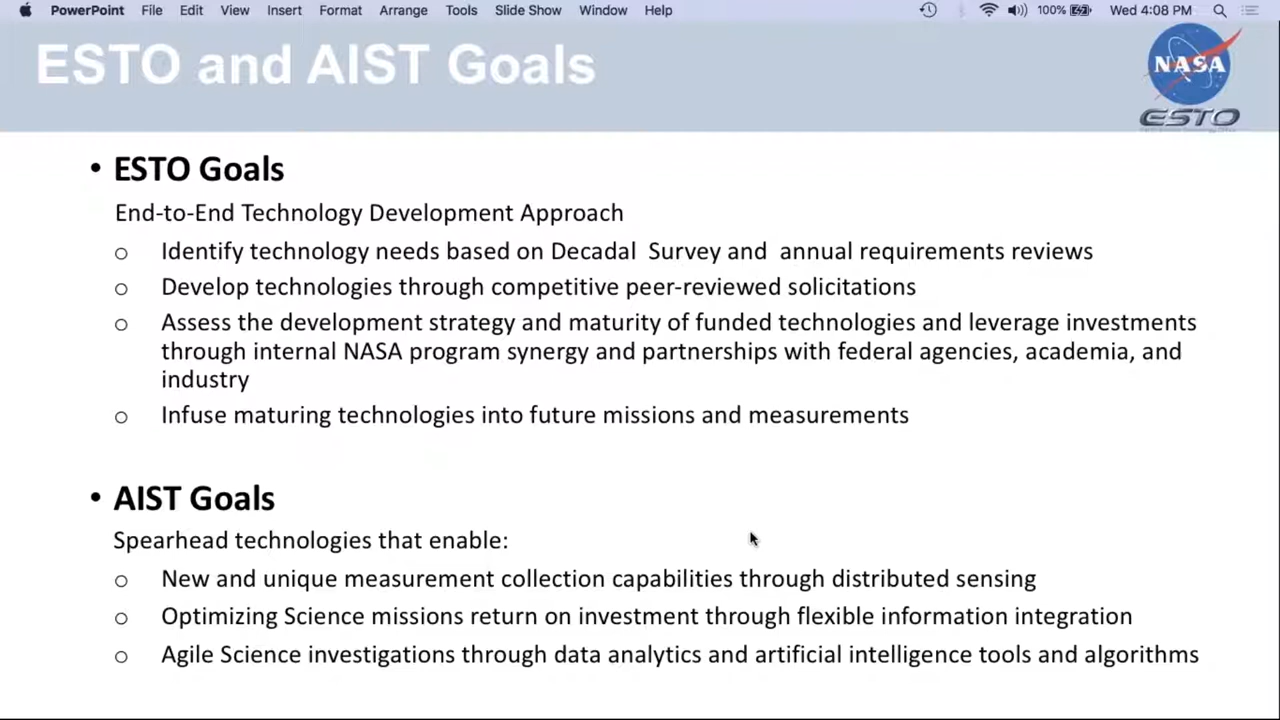 PowerPoint File Edit View Insert Format Arrange Tools Slide Show Window Help 100% Wed 4:08 PM
ESTO and AIST Goals
NASA
ESTO
• ESTO Goals
End-to-End Technology Development Approach
o Identify technology needs based on Decadal Survey and annual requirements reviews
o Develop technologies through competitive peer-reviewed solicitations
o Assess the development strategy and maturity of funded technologies and leverage investments
through internal NASA program synergy and partnerships with federal agencies, academia, and
industry
o Infuse maturing technologies into future missions and measurements
• AIST Goals
Spearhead technologies that enable:
o New and unique measurement collection capabilities through distributed sensing
o Optimizing Science missions return on investment through flexible information integration
o Agile Science investigations through data analytics and artificial intelligence tools and algorithms